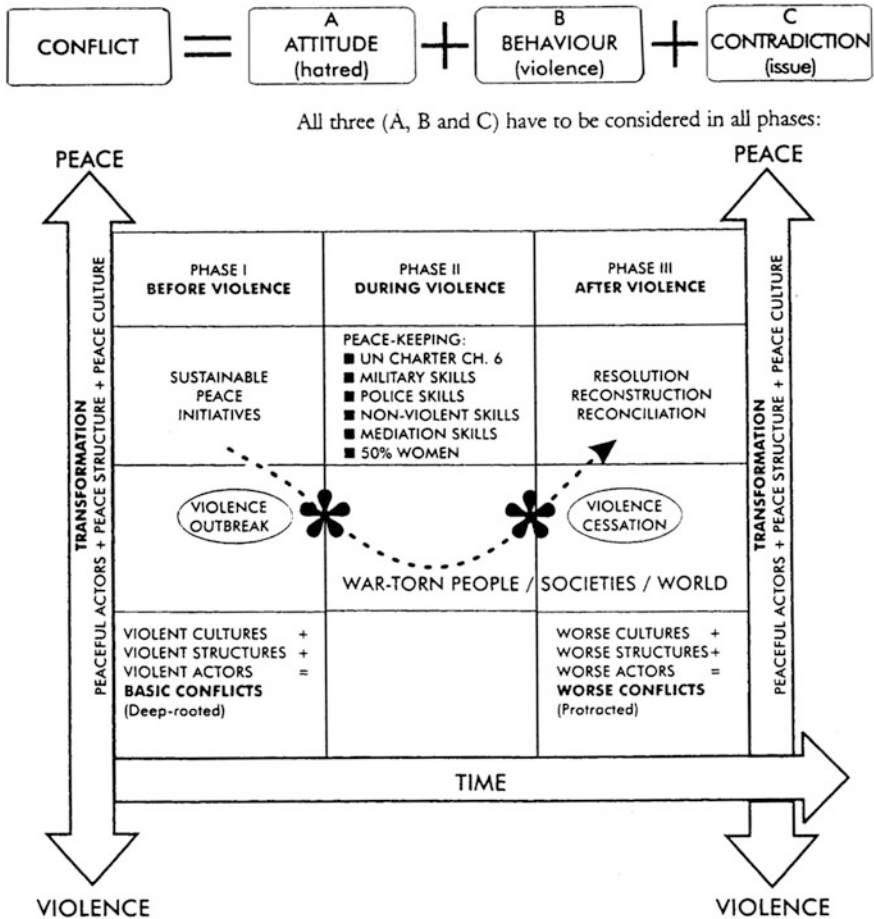 CONFLICT
=
A
ATTITUDE
(hatred)
+
B
BEHAVIOUR
(violence)
+
C
CONTRADICTION
(issue)
All three (A, B and C) have to be considered in all phases:
PEACE
PEACE
TRANSFORMATION
PEACEFUL ACTORS + PEACE STRUCTURE + PEACE CULTURE
PHASE I
BEFORE VIOLENCE
PHASE II
DURING VIOLENCE
PHASE III
AFTER VIOLENCE
SUSTAINABLE
PEACE
INITIATIVES
PEACE-KEEPING:
■ UN CHARTER CH. 6
■ MILITARY SKILLS
■ POLICE SKILLS
■ NON-VIOLENT SKILLS
■ MEDIATION SKILLS
■ 50% WOMEN
RESOLUTION
RECONSTRUCTION
RECONCILIATION
VIOLENCE
OUTBREAK
VIOLENCE
CESSATION
WAR-TORN PEOPLE / SOCIETIES / WORLD
VIOLENT CULTURES +
VIOLENT STRUCTURES +
VIOLENT ACTORS =
BASIC CONFLICTS
(Deep-rooted)
WORSE CULTURES +
WORSE STRUCTURES+
WORSE ACTORS =
WORSE CONFLICTS
(Protracted)
TRANSFORMATION
PEACEFUL ACTORS + PEACE STRUCTURE + PEACE CULTURE
TIME
VIOLENCE
VIOLENCE